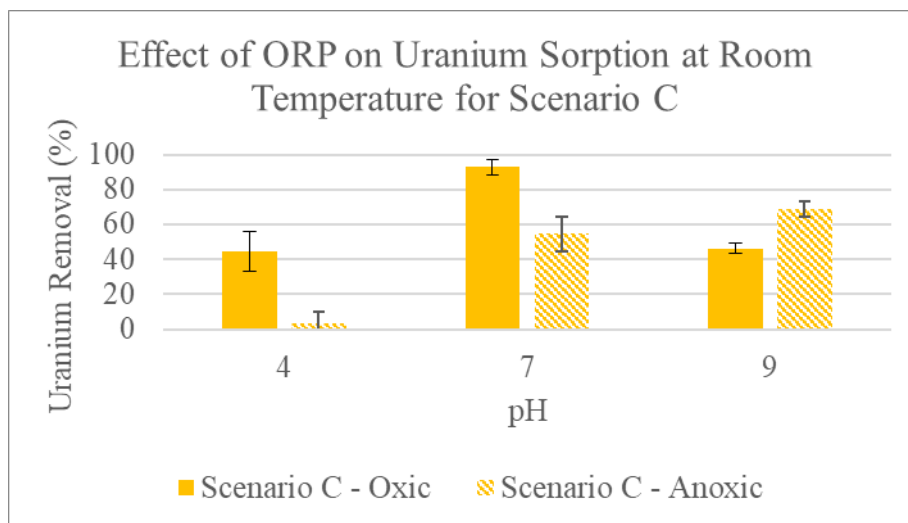 Effect of ORP on Uranium Sorption at Room
Temperature for Scenario C
Uranium Removal (%)
100
80
60
40
20
0
4 7 9
pH
Scenario C - Oxic Scenario C - Anoxic